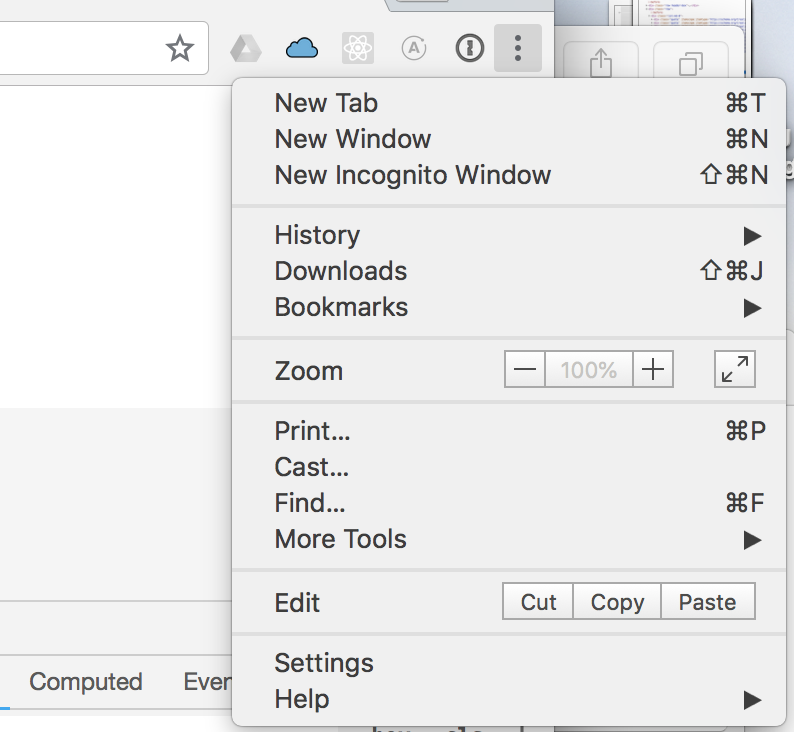 New Tab ⌘T
New Window ⌘N
New Incognito Window ⇧⌘N
History ▶
Downloads ⇧⌘J
Bookmarks ▶
Zoom — 100% +
Print... ⌘P
Cast...
Find... ⌘F
More Tools ▶
Edit Cut Copy Paste
Settings
Computed
Help ▶